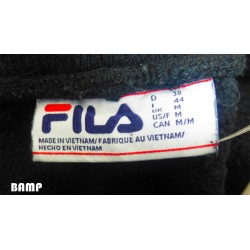 FILA
D 38
I 44
UK M
US/F M
CAN M/M
MADE IN VIETNAM/FABRIQUE AU VIETNAM/
HECHO EN VIETNAM
BAMP